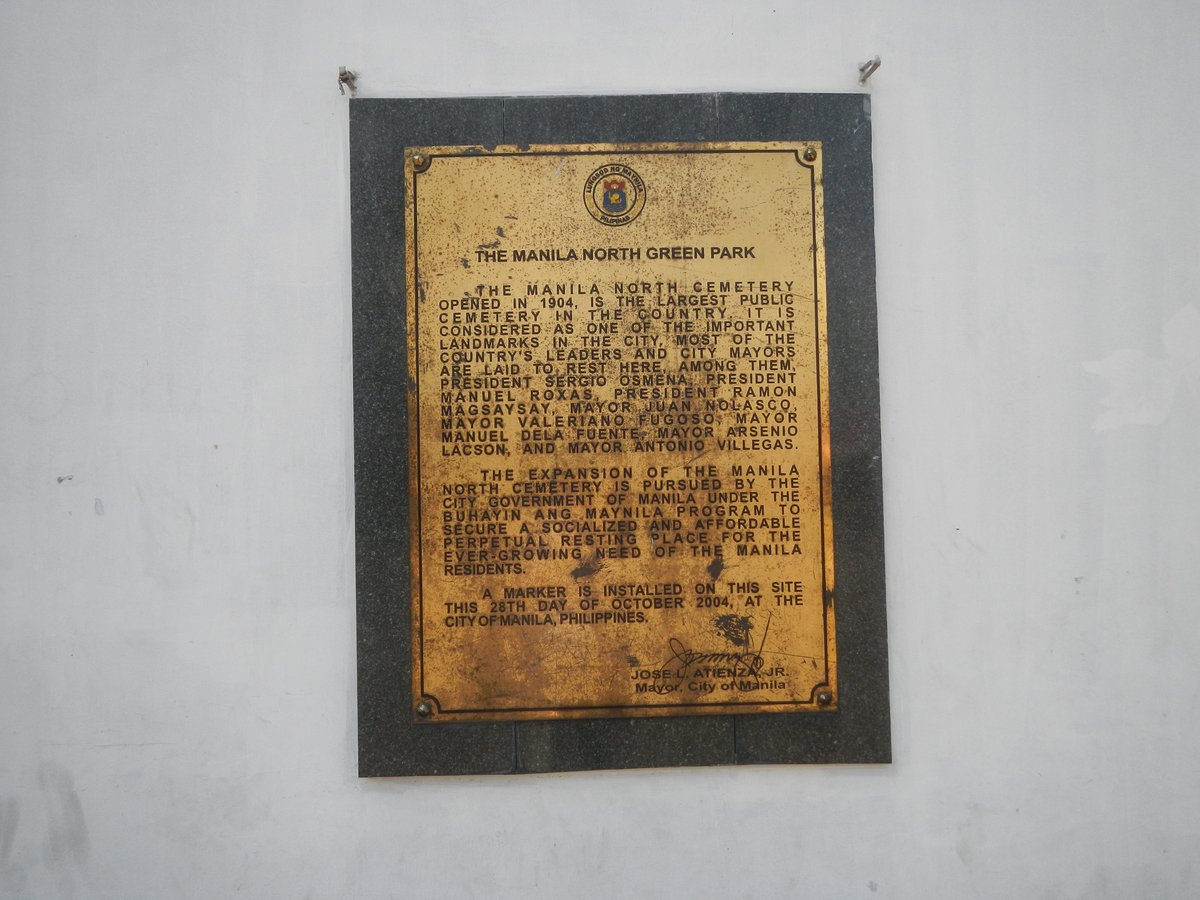 LUNGSOD NG MAYNILA
PILIPINAS
THE MANILA NORTH GREEN PARK
THE MANILA NORTH CEMETERY
OPENED IN 1904, IS THE LARGEST PUBLIC
CEMETERY IN THE COUNTRY. IT IS
CONSIDERED AS ONE OF THE IMPORTANT
LANDMARKS IN THE CITY. MOST OF THE
COUNTRY'S LEADERS AND CITY MAYORS
ARE LAID TO REST HERE, AMONG THEM,
PRESIDENT SERGIO OSMEÑA, PRESIDENT
MANUEL ROXAS, PRESIDENT RAMON
MAGSAYSAY, MAYOR JUAN NOLASCO,
MAYOR VALERIANO FUGOSO, MAYOR
MANUEL DELA FUENTE, MAYOR ARSENIO
LACSON, AND MAYOR ANTONIO VILLEGAS.
THE EXPANSION OF THE MANILA
NORTH CEMETERY IS PURSUED BY THE
CITY GOVERNMENT OF MANILA UNDER THE
BUHAYIN ANG MAYNILA PROGRAM TO
SECURE A SOCIALIZED AND AFFORDABLE
PERPETUAL RESTING PLACE FOR THE
EVER-GROWING NEED OF THE MANILA
RESIDENTS.
A MARKER IS INSTALLED ON THIS SITE
THIS 28TH DAY OF OCTOBER 2004, AT THE
CITY OF MANILA, PHILIPPINES.
JOSE L. ATIENZA, JR.
Mayor, City of Manila